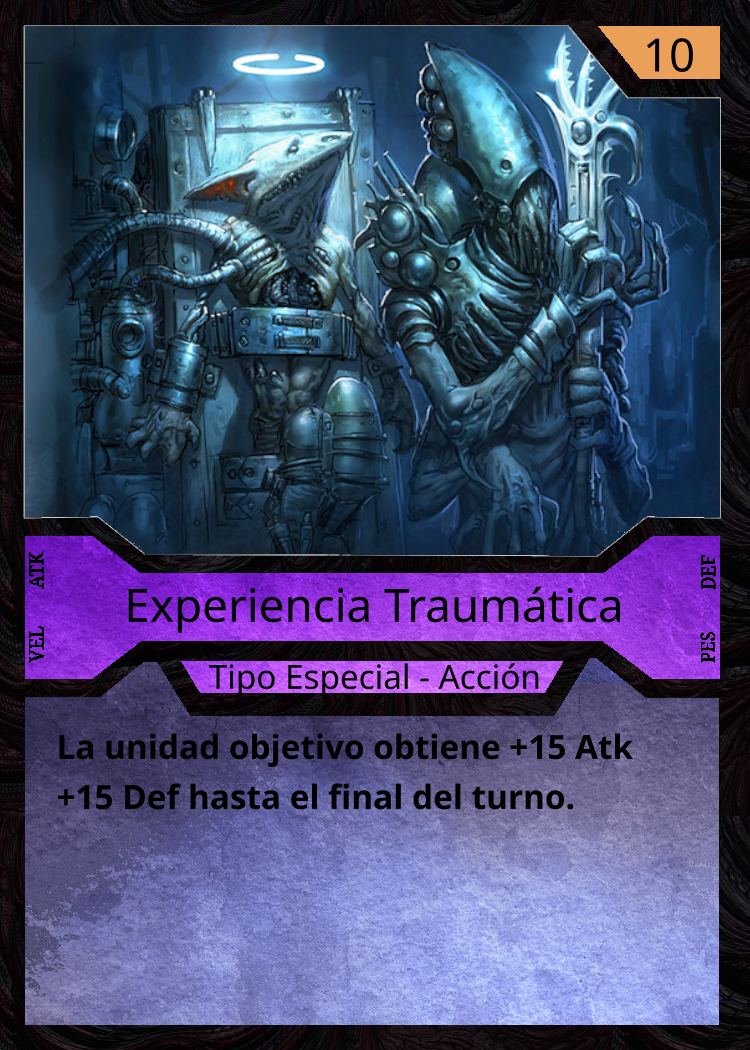 10
ATK
DEF
Experiencia Traumática
VEL
PES
Tipo Especial - Acción
La unidad objetivo obtiene +15 Atk
+15 Def hasta el final del turno.